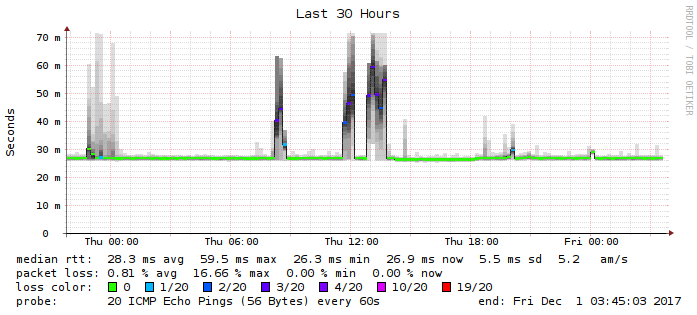 Last 30 Hours
RRDTOOL / TOBI OETIKER
Seconds
70 m
60 m
50 m
40 m
30 m
20 m
10 m
0
Thu 00:00 Thu 06:00 Thu 12:00 Thu 18:00 Fri 00:00
median rtt: 28.3 ms avg 59.5 ms max 26.3 ms min 26.9 ms now 5.5 ms sd 5.2 am/s
packet loss: 0.81 % avg 16.66 % max 0.00 % min 0.00 % now
loss color: 0 1/20 2/20 3/20 4/20 10/20 19/20
probe: 20 ICMP Echo Pings (56 Bytes) every 60s end: Fri Dec 1 03:45:03 2017